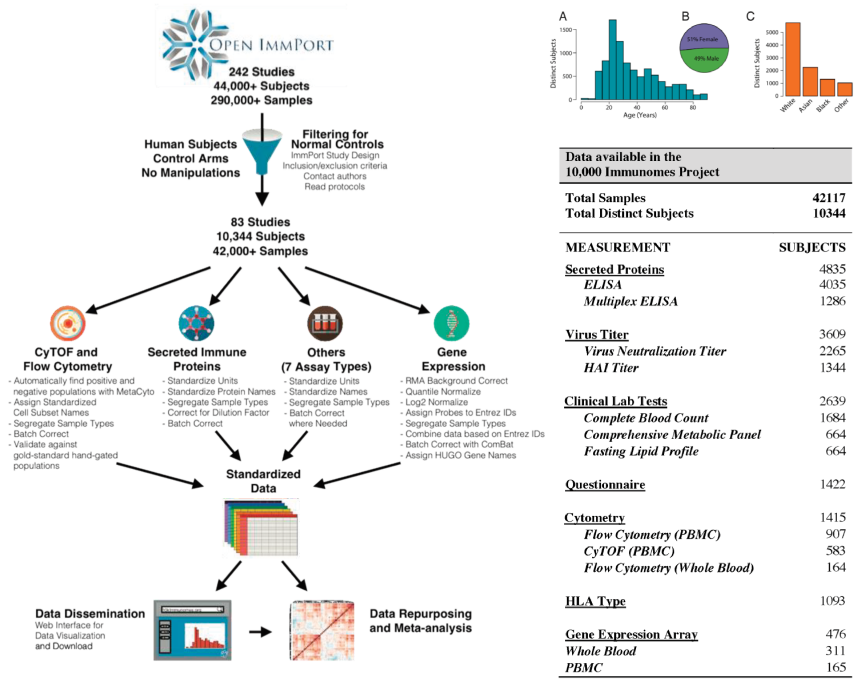 OPEN IMMPORT
242 Studies
44,000+ Subjects
290,000+ Samples
Human Subjects
Control Arms
No Manipulations
Filtering for
Normal Controls
ImmPort Study Design
Inclusion/exclusion criteria
Contact authors
Read protocols
83 Studies
10,344 Subjects
42,000+ Samples
CyTOF and
Flow Cytometry
- Automatically find positive and
negative populations with MetaCyto
- Assign Standardized
Cell Subset Names
- Segregate Sample Types
- Batch Correct
- Validate against
gold-standard hand-gated
populations
Secreted Immune
Proteins
- Standardize Units
- Standardize Protein Names
- Segregate Sample Types
- Correct for Dilution Factor
- Batch Correct
Others
(7 Assay Types)
- Standardize Units
- Standardize Names
- Segregate Sample Types
- Batch Correct
where Needed
Gene
Expression
- RMA Background Correct
- Quantile Normalize
- Log2 Normalize
- Assign Probes to Entrez IDs
- Segregate Sample Types
- Combine data based on Entrez IDs
- Batch Correct with ComBat
- Assign HUGO Gene Names
Standardized
Data
Data Dissemination
Web Interface for
Data Visualization
and Download
Data Repurposing
and Meta-analysis
A
Distinct Subjects
1500
1000
500
0
0 20 40 60 80
Age (Years)
B
51% Female
49% Male
C
Distinct Subjects
5000
4000
3000
2000
1000
0
White
Asian
Black
Other
Data available in the
10,000 Immunomes Project
Total Samples 42117
Total Distinct Subjects 10344
MEASUREMENT SUBJECTS
Secreted Proteins 4835
ELISA 4035
Multiplex ELISA 1286
Virus Titer 3609
Virus Neutralization Titer 2265
HAI Titer 1344
Clinical Lab Tests 2639
Complete Blood Count 1684
Comprehensive Metabolic Panel 664
Fasting Lipid Profile 664
Questionnaire 1422
Cytometry 1415
Flow Cytometry (PBMC) 907
CyTOF (PBMC) 583
Flow Cytometry (Whole Blood) 164
HLA Type 1093
Gene Expression Array 476
Whole Blood 311
PBMC 165